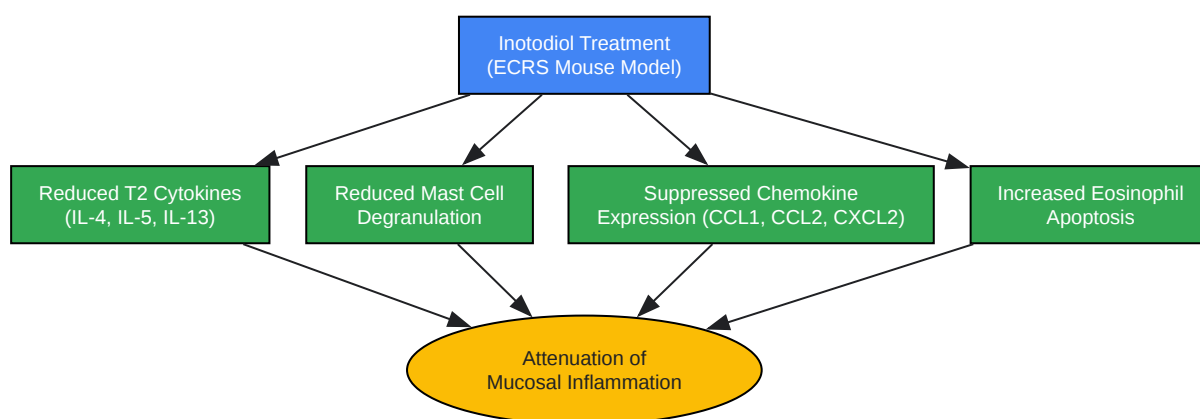 Inotodiol Treatment
(ECRS Mouse Model)
Reduced T2 Cytokines
(IL-4, IL-5, IL-13)
Reduced Mast Cell
Degranulation
Suppressed Chemokine
Expression (CCL1, CCL2, CXCL2)
Increased Eosinophil
Apoptosis
Attenuation of
Mucosal Inflammation